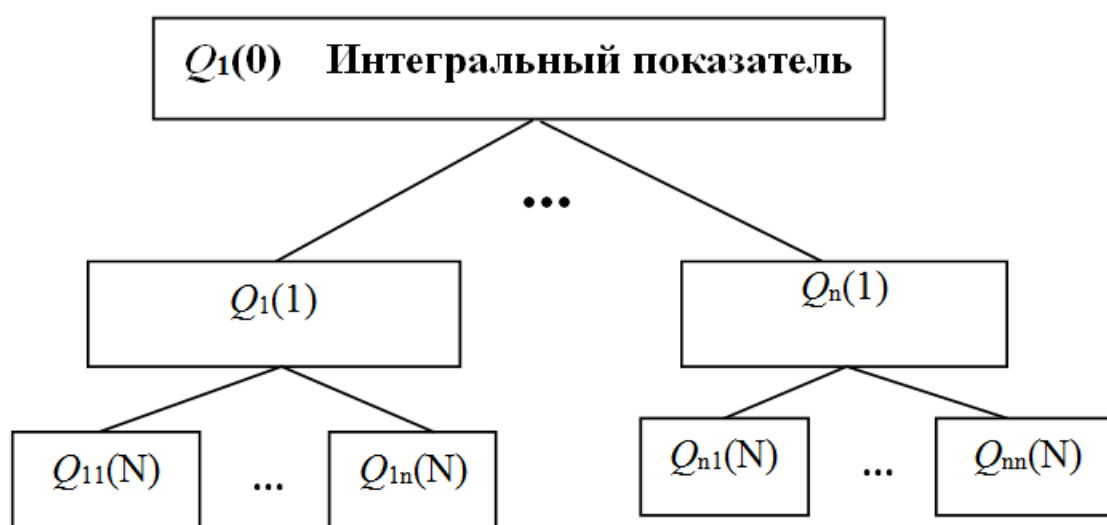 Q1(0) Интегральный показатель
...
Q1(1)
Qn(1)
Q11(N) ... Q1n(N)
Qn1(N) ... Qnn(N)